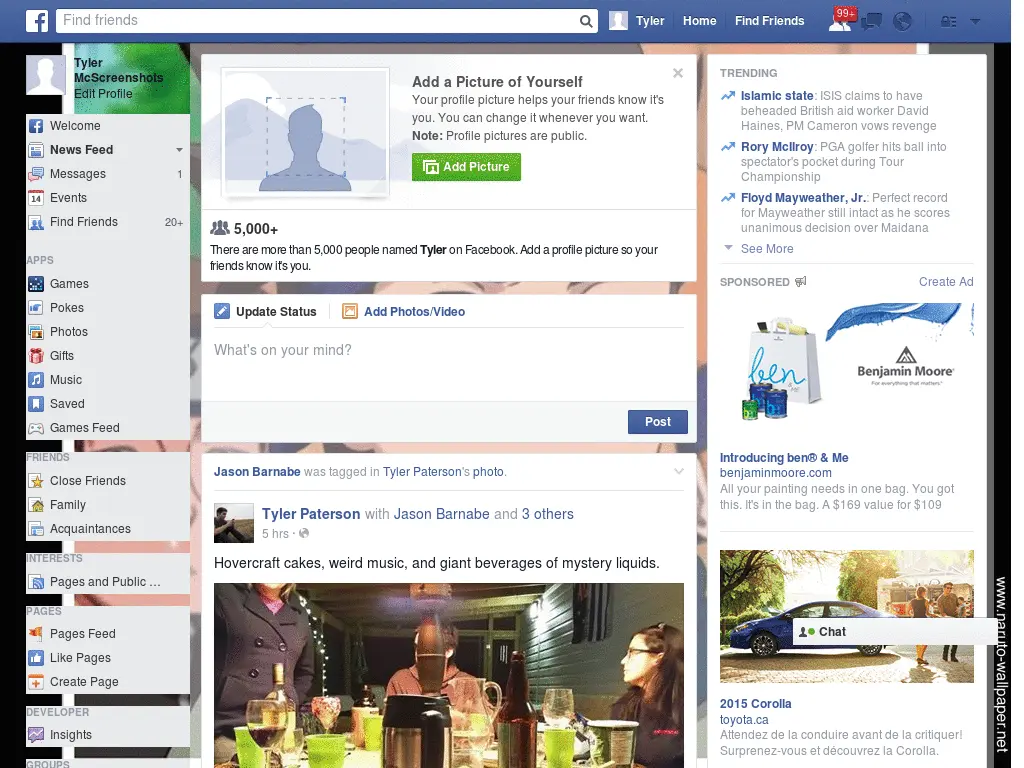 Find friends
Tyler
Home
Find Friends
99+
Tyler
McScreenshots
Edit Profile
Welcome
News Feed
Messages 1
14 Events
Find Friends 20+
APPS
Games
Pokes
Photos
Gifts
Music
Saved
Games Feed
FRIENDS
Close Friends
Family
Acquaintances
INTERESTS
Pages and Public ...
PAGES
Pages Feed
Like Pages
Create Page
DEVELOPER
Insights
GROUPS
Add a Picture of Yourself
Your profile picture helps your friends know it's
you. You can change it whenever you want.
Note: Profile pictures are public.
Add Picture
5,000+
There are more than 5,000 people named Tyler on Facebook. Add a profile picture so your
friends know it's you.
Update Status
Add Photos/Video
What's on your mind?
Post
Jason Barnabe was tagged in Tyler Paterson's photo.
Tyler Paterson with Jason Barnabe and 3 others
5 hrs ·
Hovercraft cakes, weird music, and giant beverages of mystery liquids.
TRENDING
Islamic state: ISIS claims to have
beheaded British aid worker David
Haines, PM Cameron vows revenge
Rory McIlroy: PGA golfer hits ball into
spectator's pocket during Tour
Championship
Floyd Mayweather, Jr.: Perfect record
for Mayweather still intact as he scores
unanimous decision over Maidana
See More
SPONSORED
Create Ad
ben
Benjamin Moore
For everything that matters.
Introducing ben® & Me
benjaminmoore.com
All your painting needs in one bag. You got
this. It's in the bag. A $169 value for $109
Chat
2015 Corolla
toyota.ca
Attendez de la conduire avant de la critiquer!
Surprenez-vous et découvrez la Corolla.
www.naruto-wallpaper.net